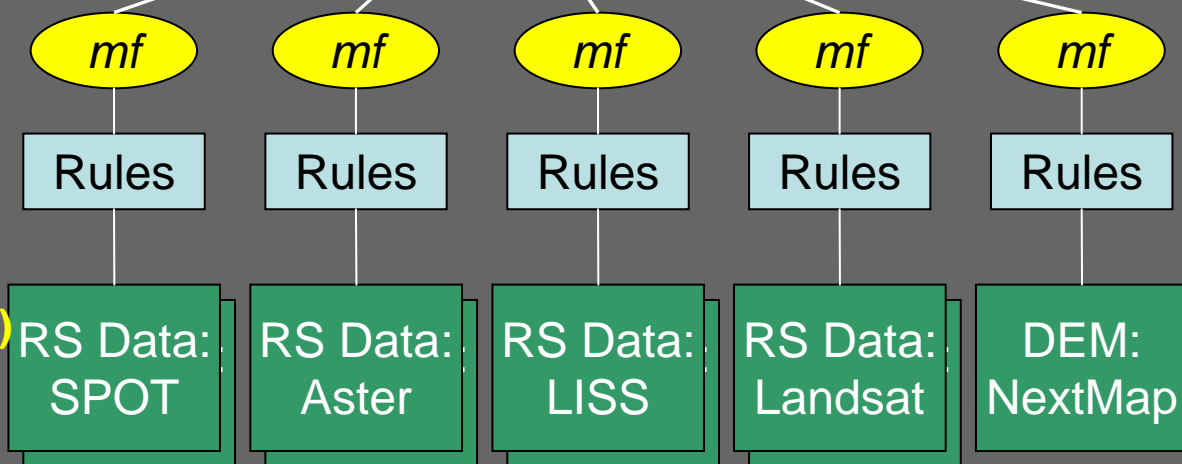 mf mf mf mf mf
Rules Rules Rules Rules Rules
) RS Data: RS Data: RS Data: RS Data: DEM:
SPOT Aster LISS Landsat NextMap